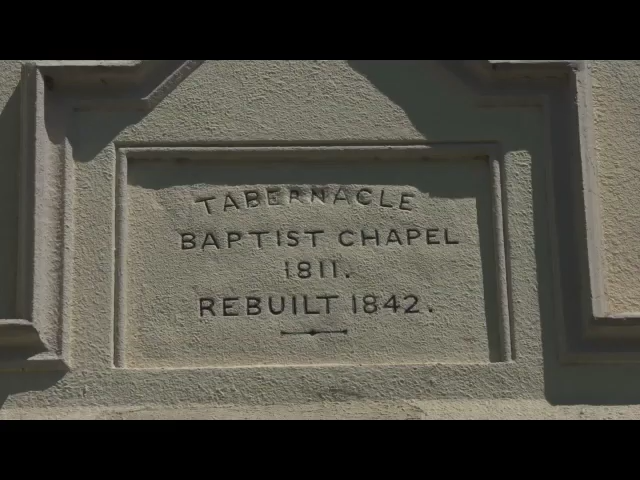 TABERNACLE
BAPTIST CHAPEL
1811.
REBUILT 1842.